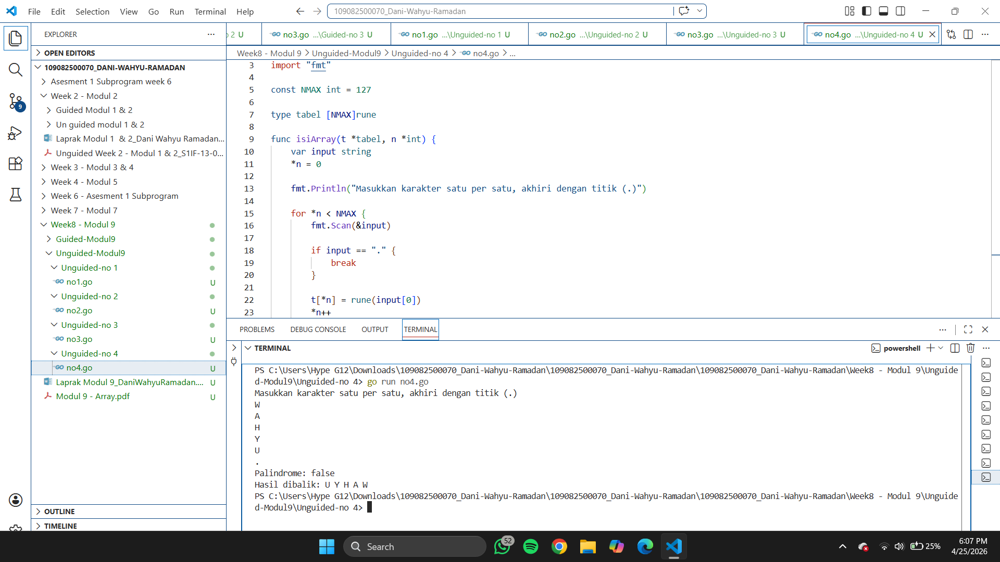 File Edit Selection View Go Run Terminal Help
109082500070_Dani-Wahyu-Ramadan
EXPLORER
OPEN EDITORS
109082500070_DANI-WAHYU-RAMADAN
Asesment 1 Subprogram week 6
Week 2 - Modul 2
Guided Modul 1 & 2
Un guided modul 1 & 2
Laprak Modul 1 & 2_Dani Wahyu Ramadan...
Unguided Week 2 - Modul 1 & 2_S1IF-13-0...
Week 3 - Modul 3 & 4
Week 4 - Modul 5
Week 6 - Asesment 1 Subprogram
Week 7 - Modul 7
Week8 - Modul 9
Guided-Modul9
Unguided-Modul9
Unguided-no 1
GO no1.go U
Unguided-no 2
GO no2.go U
Unguided-no 3
GO no3.go U
Unguided-no 4
GO no4.go U
Laprak Modul 9_DaniWahyuRamadan.... U
Modul 9 - Array.pdf U
OUTLINE
TIMELINE
9
o 2 U GO no3.go ...\Guided-no 3 U GO no1.go ...\Unguided-no 1 U GO no2.go ...\Unguided-no 2 U GO no3.go ...\Unguided-no 3 U GO no4.go ...\Unguided-no 4 U
Week8 - Modul 9 > Unguided-Modul9 > Unguided-no 4 > GO no4.go > ...
3 import "fmt"
4
5 const NMAX int = 127
6
7 type tabel [NMAX]rune
8
9 func isiArray(t *tabel, n *int) {
10 var input string
11 *n = 0
12
13 fmt.Println("Masukkan karakter satu per satu, akhiri dengan titik (.)")
14
15 for *n < NMAX {
16 fmt.Scan(&input)
17
18 if input == "." {
19 break
20 }
21
22 t[*n] = rune(input[0])
23 *n++
PROBLEMS DEBUG CONSOLE OUTPUT TERMINAL
TERMINAL
powershell
PS C:\Users\Hype G12\Downloads\109082500070_Dani-Wahyu-Ramadan\109082500070_Dani-Wahyu-Ramadan\109082500070_Dani-Wahyu-Ramadan\Week8 - Modul 9\Unguide
d-Modul9\Unguided-no 4> go run no4.go
Masukkan karakter satu per satu, akhiri dengan titik (.)
W
A
H
Y
U
.
Palindrome: false
Hasil dibalik: U Y H A W
PS C:\Users\Hype G12\Downloads\109082500070_Dani-Wahyu-Ramadan\109082500070_Dani-Wahyu-Ramadan\109082500070_Dani-Wahyu-Ramadan\Week8 - Modul 9\Unguide
d-Modul9\Unguided-no 4>
Search
52
25%
6:07 PM
4/25/2026